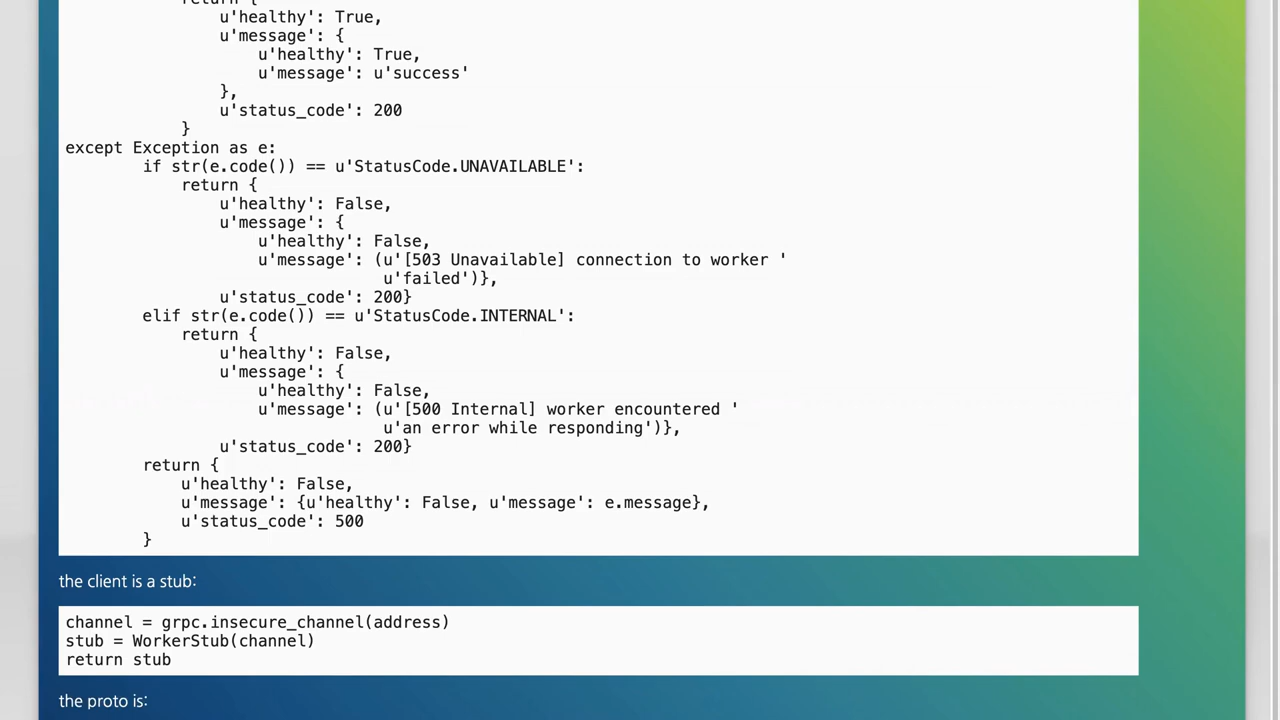 return {
u'healthy': True,
u'message': {
u'healthy': True,
u'message': u'success'
},
u'status_code': 200
}
except Exception as e:
if str(e.code()) == u'StatusCode.UNAVAILABLE':
return {
u'healthy': False,
u'message': {
u'healthy': False,
u'message': (u'[503 Unavailable] connection to worker '
u'failed')},
u'status_code': 200}
elif str(e.code()) == u'StatusCode.INTERNAL':
return {
u'healthy': False,
u'message': {
u'healthy': False,
u'message': (u'[500 Internal] worker encountered '
u'an error while responding')},
u'status_code': 200}
return {
u'healthy': False,
u'message': {u'healthy': False, u'message': e.message},
u'status_code': 500
}
the client is a stub:
channel = grpc.insecure_channel(address)
stub = WorkerStub(channel)
return stub
the proto is: